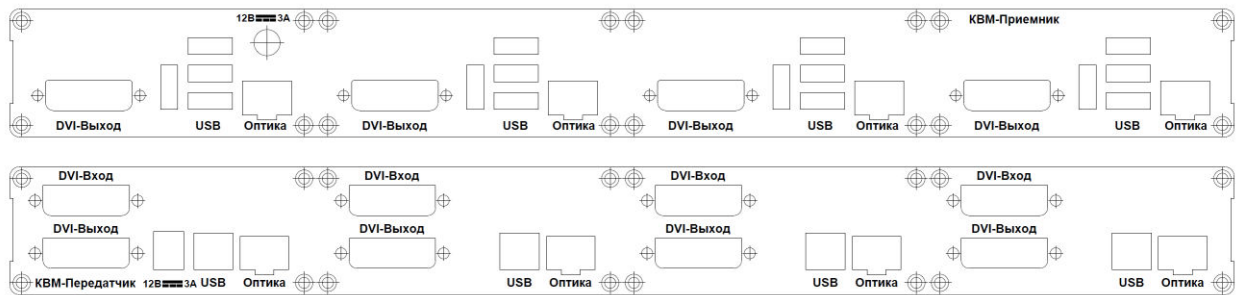 12В 3А КВМ-Приемник
DVI-Выход USB Оптика DVI-Выход USB Оптика DVI-Выход USB Оптика DVI-Выход USB Оптика
DVI-Вход DVI-Вход DVI-Вход DVI-Вход
DVI-Выход DVI-Выход DVI-Выход DVI-Выход
КВМ-Передатчик 12В 3А USB Оптика USB Оптика USB Оптика USB Оптика